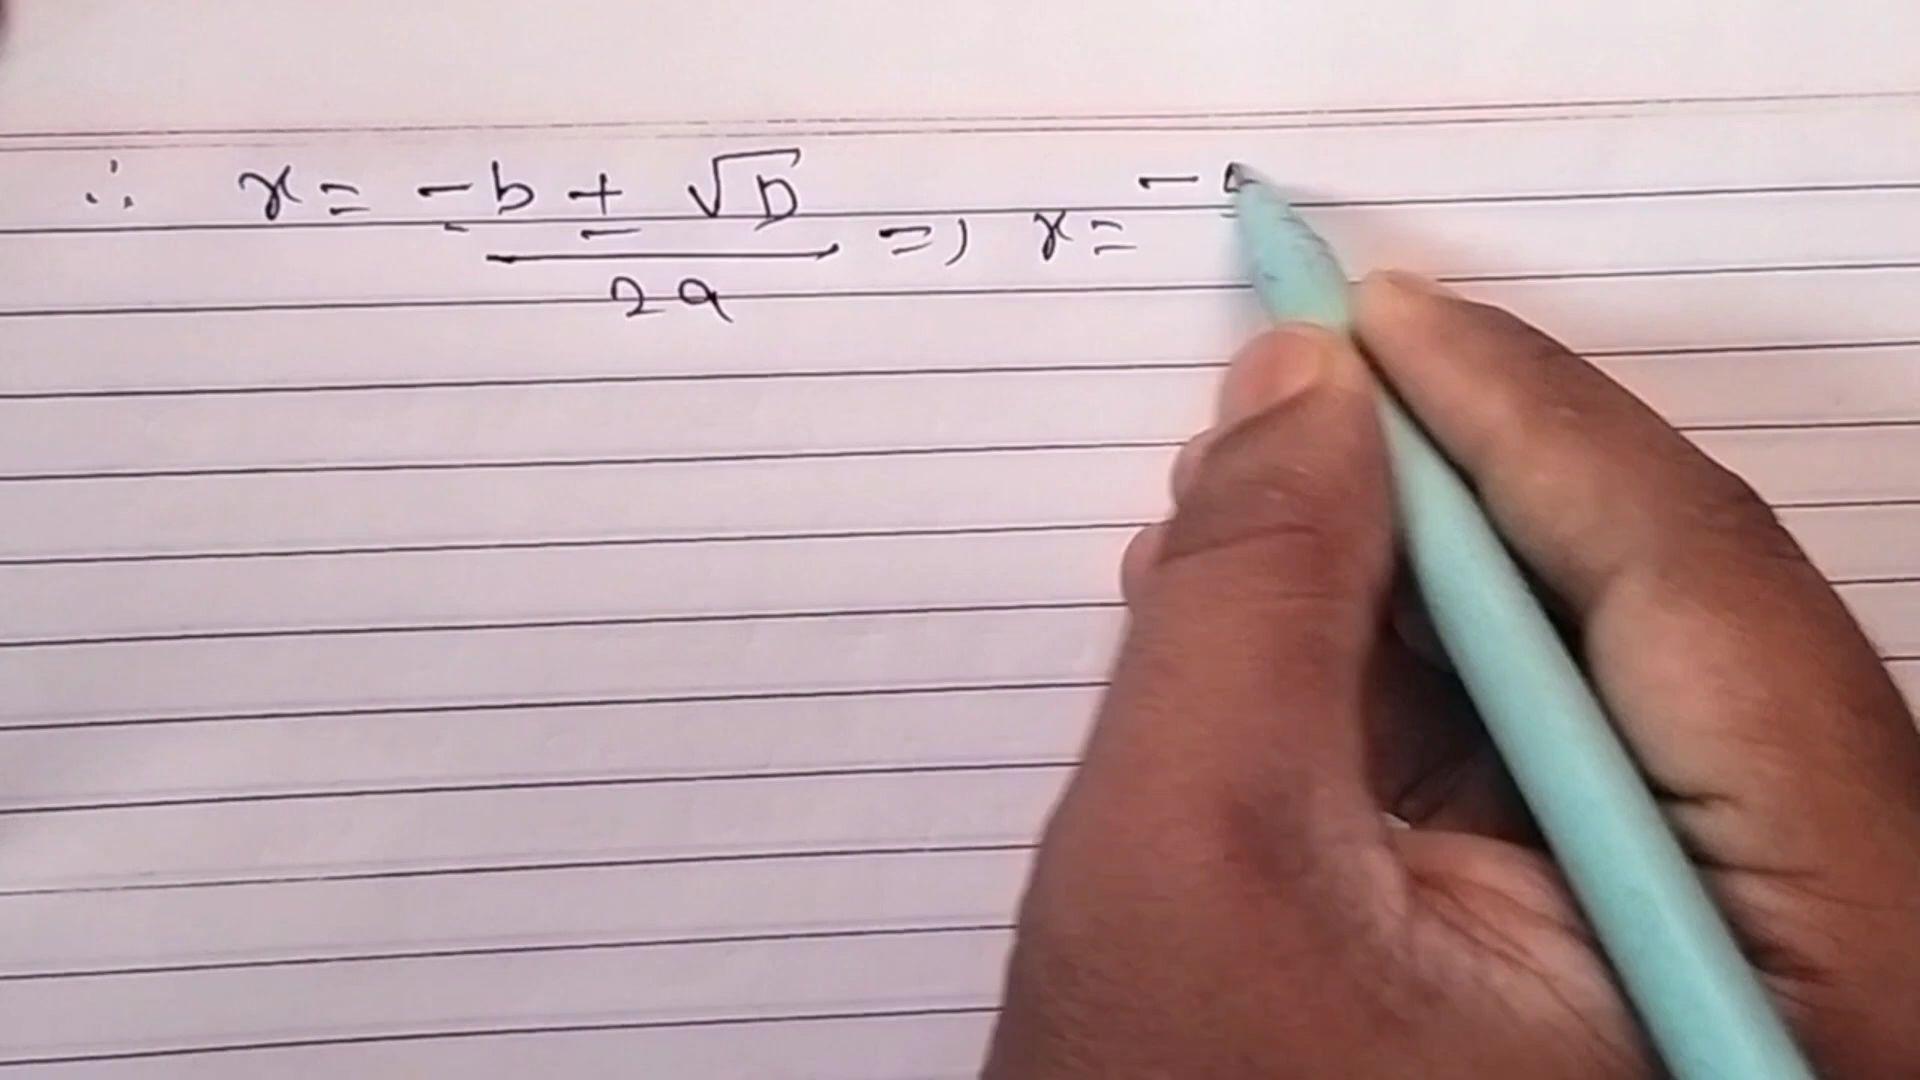 ∴ x = -b ± √D / 2a => x = -